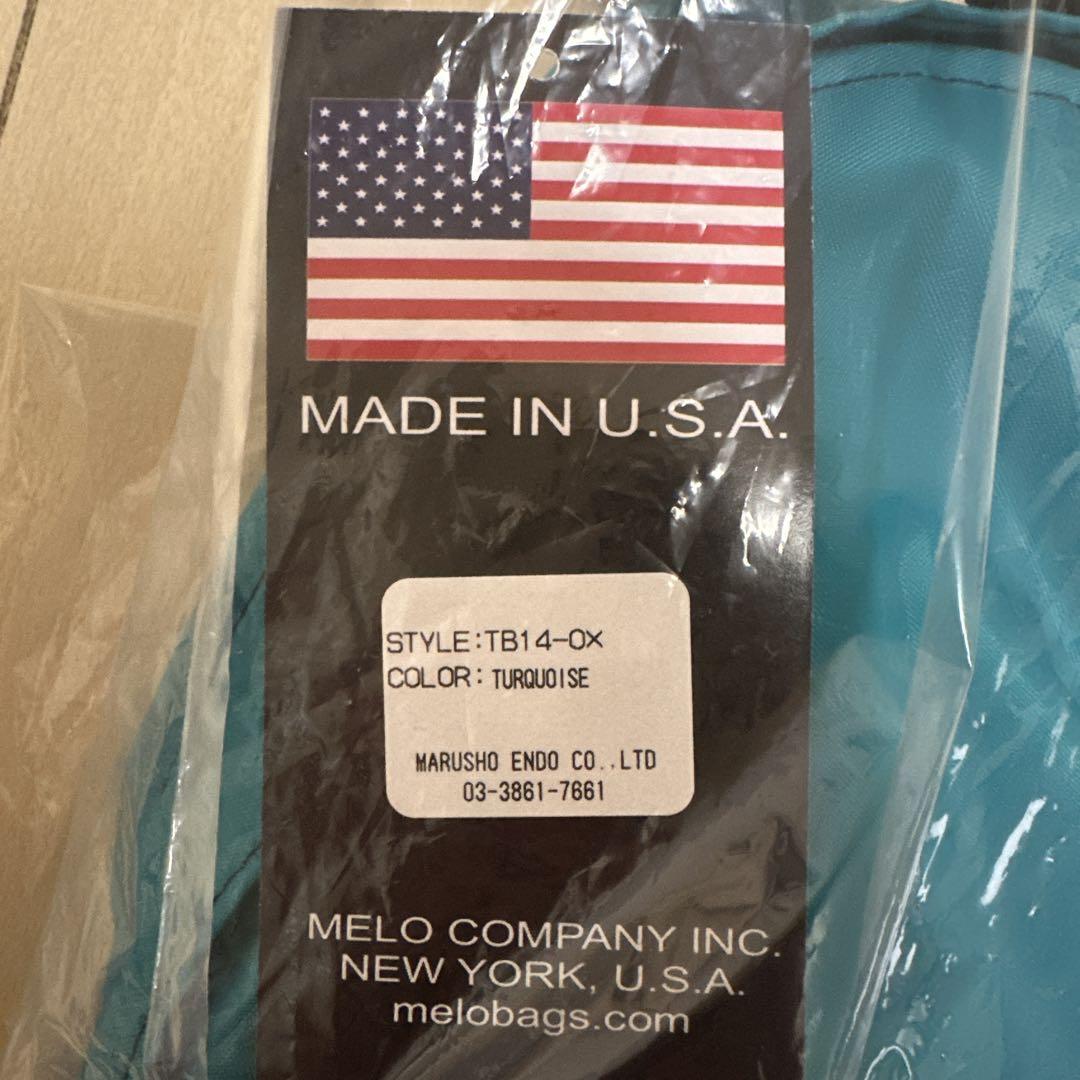 MADE IN U.S.A.
STYLE:TB14-OX
COLOR: TURQUOISE
MARUSHO ENDO CO.,LTD
03-3861-7661
MELO COMPANY INC.
NEW YORK, U.S.A.
melobags.com